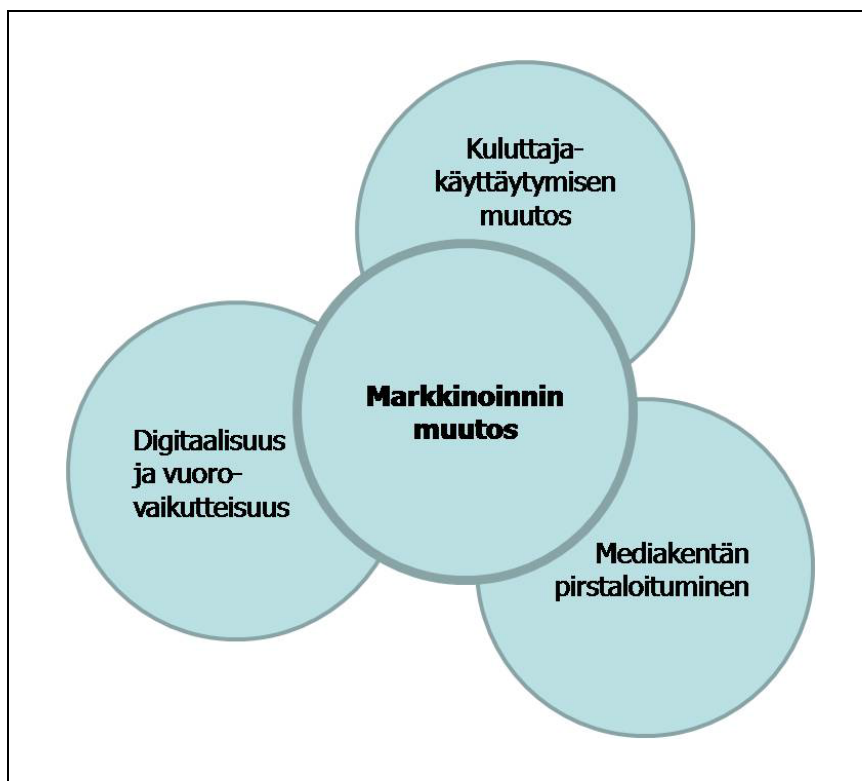 Kuluttaja-
käyttäytymisen
muutos
Markkinoinnin
muutos
Digitaalisuus
ja vuoro-
vaikutteisuus
Mediakentän
pirstaloituminen